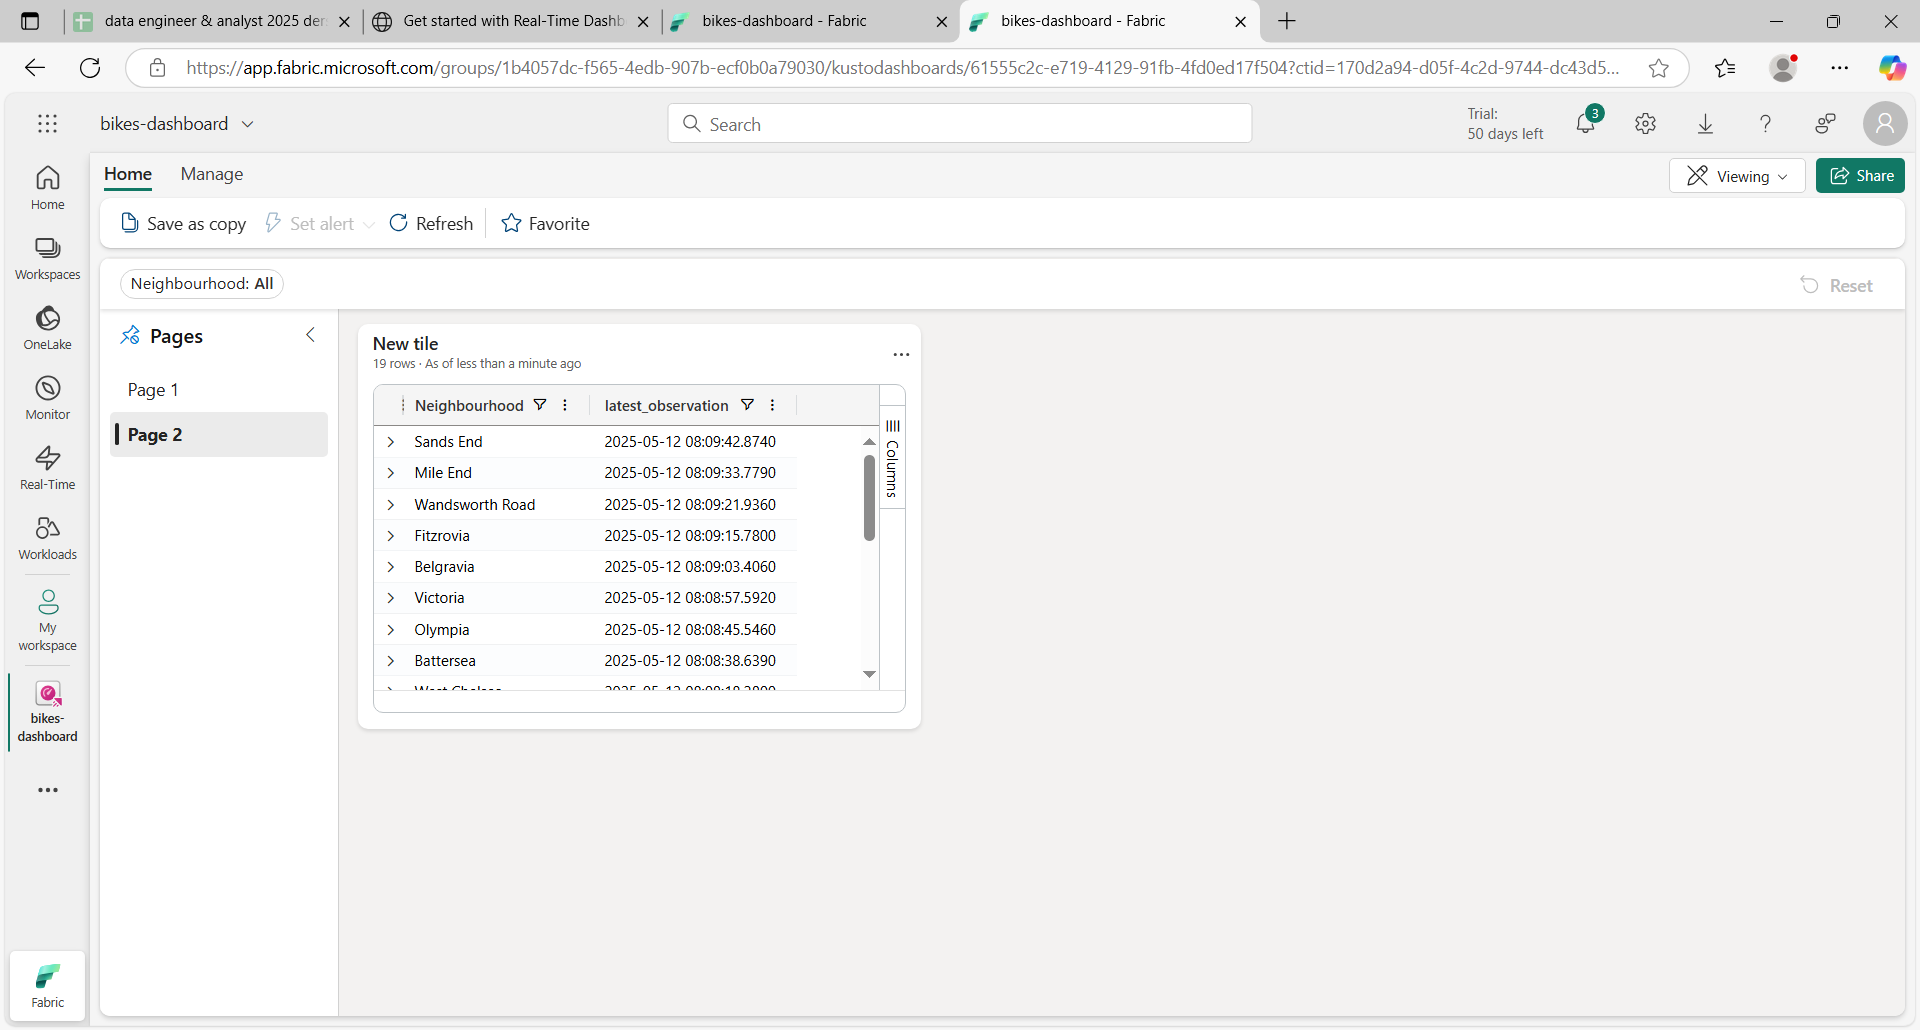 data engineer & analyst 2025 der
Get started with Real-Time Dashb
bikes-dashboard - Fabric
bikes-dashboard - Fabric
https://app.fabric.microsoft.com/groups/1b4057dc-f565-4edb-907b-ecf0b0a79030/kustodashboards/61555c2c-e719-4129-91fb-4fd0ed17f504?ctid=170d2a94-d05f-4c2d-9744-dc43d5...
bikes-dashboard
Search
Trial:
50 days left
3
Home
Manage
Viewing
Share
Save as copy
Set alert
Refresh
Favorite
Neighbourhood: All
Reset
Home
Workspaces
OneLake
Monitor
Real-Time
Workloads
My
workspace
bikes-
dashboard
Fabric
Pages
Page 1
Page 2
New tile
19 rows · As of less than a minute ago
Neighbourhood latest_observation
Sands End 2025-05-12 08:09:42.8740
Mile End 2025-05-12 08:09:33.7790
Wandsworth Road 2025-05-12 08:09:21.9360
Fitzrovia 2025-05-12 08:09:15.7800
Belgravia 2025-05-12 08:09:03.4060
Victoria 2025-05-12 08:08:57.5920
Olympia 2025-05-12 08:08:45.5460
Battersea 2025-05-12 08:08:38.6390
Columns